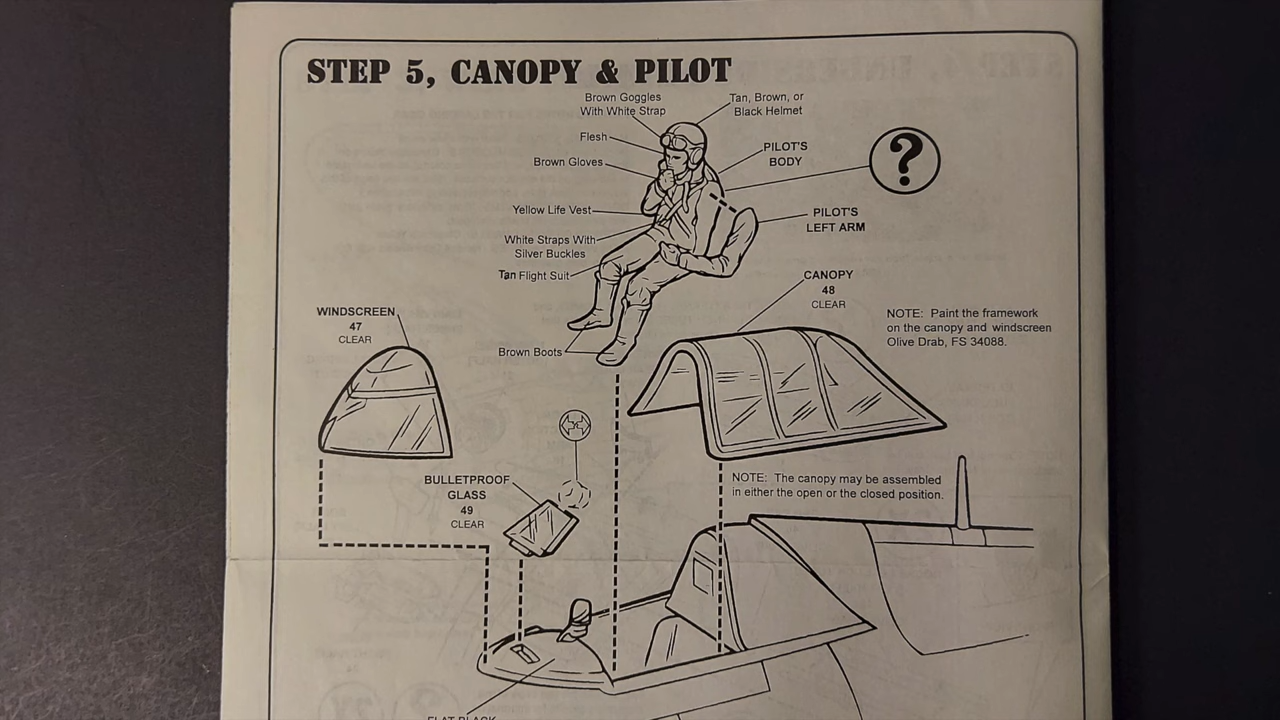 STEP 5, CANOPY & PILOT
Brown Goggles
With White Strap
Tan, Brown, or
Black Helmet
Flesh
PILOT'S
BODY
?
Brown Gloves
Yellow Life Vest
PILOT'S
LEFT ARM
White Straps With
Silver Buckles
Tan Flight Suit
CANOPY
48
CLEAR
WINDSCREEN
47
CLEAR
NOTE: Paint the framework
on the canopy and windscreen
Olive Drab, FS 34088.
Brown Boots
BULLETPROOF
GLASS
49
CLEAR
NOTE: The canopy may be assembled
in either the open or the closed position.
FLAT BLACK